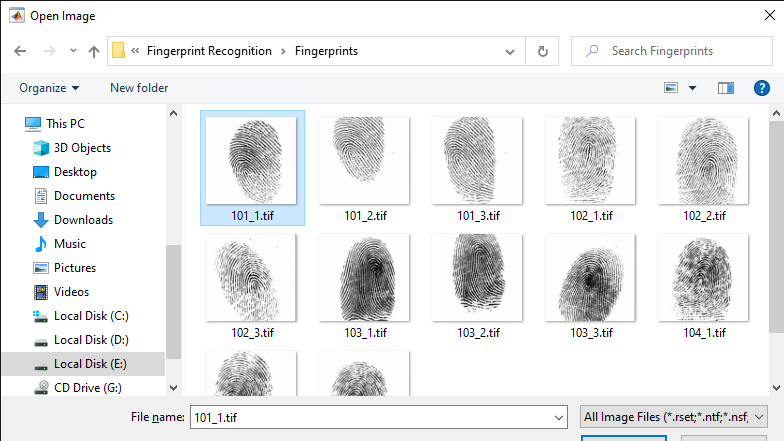 Open Image
« Fingerprint Recognition › Fingerprints
Search Fingerprints
Organize
New folder
This PC
3D Objects
Desktop
Documents
Downloads
Music
Pictures
Videos
Local Disk (C:)
Local Disk (D:)
Local Disk (E:)
CD Drive (G:)
101_1.tif
101_2.tif
101_3.tif
102_1.tif
102_2.tif
102_3.tif
103_1.tif
103_2.tif
103_3.tif
104_1.tif
File name: 101_1.tif
All Image Files (*.rset;*.ntf;*.nsf,